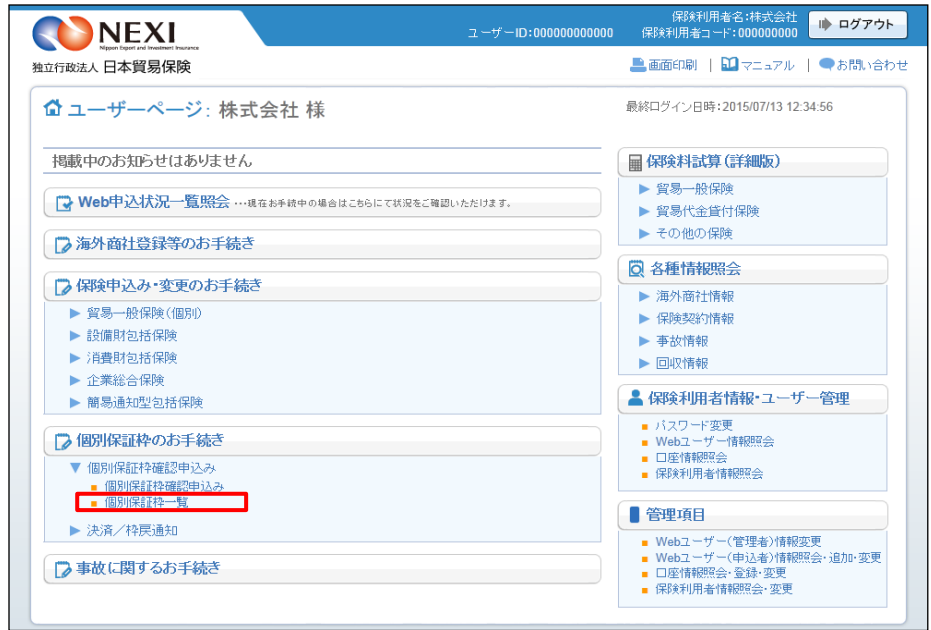 NEXI
Nippon Export and Investment Insurance
独立行政法人 日本貿易保険
ユーザーID:000000000000
保険利用者名:株式会社
保険利用者コード:000000000
ログアウト
画面印刷 | マニュアル | お問い合わせ
ユーザーページ: 株式会社 様
最終ログイン日時:2015/07/13 12:34:56
掲載中のお知らせはありません
Web申込状況一覧照会 …現在お手続中の場合はこちらにて状況をご確認いただけます。
海外商社登録等のお手続き
保険申込み・変更のお手続き
貿易一般保険(個別)
設備財包括保険
消費財包括保険
企業総合保険
簡易通知型包括保険
個別保証枠のお手続き
個別保証枠確認申込み
個別保証枠確認申込み
個別保証枠一覧
決済/枠戻通知
事故に関するお手続き
保険料試算(詳細版)
貿易一般保険
貿易代金貸付保険
その他の保険
各種情報照会
海外商社情報
保険契約情報
事故情報
回収情報
保険利用者情報・ユーザー管理
パスワード変更
Webユーザー情報照会
口座情報照会
保険利用者情報照会
管理項目
Webユーザー(管理者)情報変更
Webユーザー(申込者)情報照会・追加・変更
口座情報照会・登録・変更
保険利用者情報照会・変更